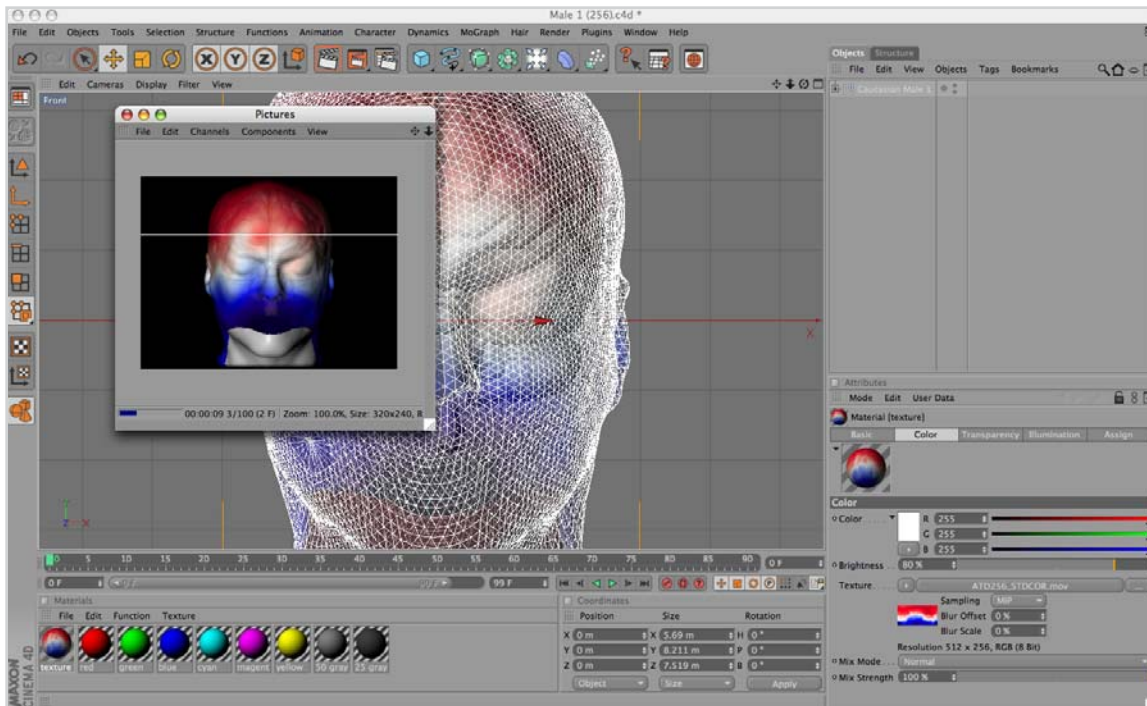 Male 1 (256).c4d *
File Edit Objects Tools Selection Structure Functions Animation Character Dynamics MoGraph Hair Render Plugins Window Help
Objects Structure
File Edit View Objects Tags Bookmarks
Caucasian Male 1
Edit Cameras Display Filter View
Front
Pictures
File Edit Channels Components View
00:00:09 3/100 (2 F) Zoom: 100.0%, Size: 320x240, R
X
Y
Z X
Attributes
Mode Edit User Data
Material [texture]
Basic Color Transparency Illumination Assign
Color
Color R 255
G 255
B 255
Brightness 80 %
Texture ATD256_STDCOR.mov
Sampling MIP
Blur Offset 0 %
Blur Scale 0 %
Resolution 512 x 256, RGB (8 Bit)
Mix Mode Normal
Mix Strength 100 %
0 5 10 15 20 25 30 35 40 45 50 55 60 65 70 75 80 85 90 0 F
0 F 0 F 99 F
Materials
File Edit Function Texture
texture red green blue cyan magent yellow 50 gray 25 gray
Coordinates
Position Size Rotation
X 0 m X 5.69 m H 0 °
Y 0 m Y 8.211 m P 0 °
Z 0 m Z 7.519 m B 0 °
Object Size Apply
MAXON
CINEMA 4D